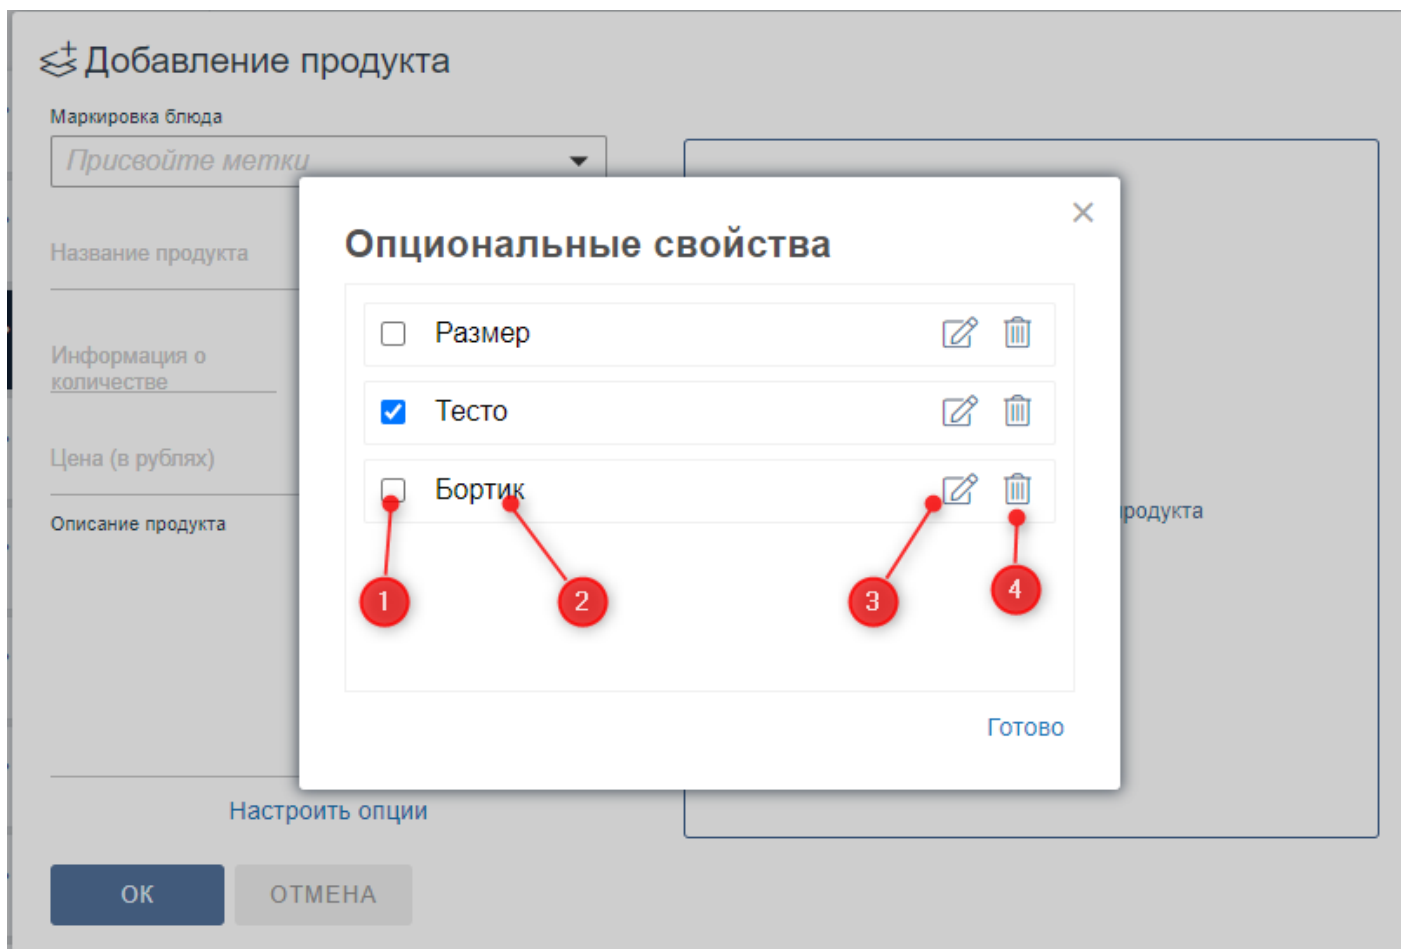 Добавление продукта
Маркировка блюда
Присвойте метки
Название продукта
Информация о
количестве
Цена (в рублях)
Описание продукта
Опциональные свойства
Размер
Тесто
Бортик
1
2
3
4
Готово
продукта
Настроить опции
ОК
ОТМЕНА